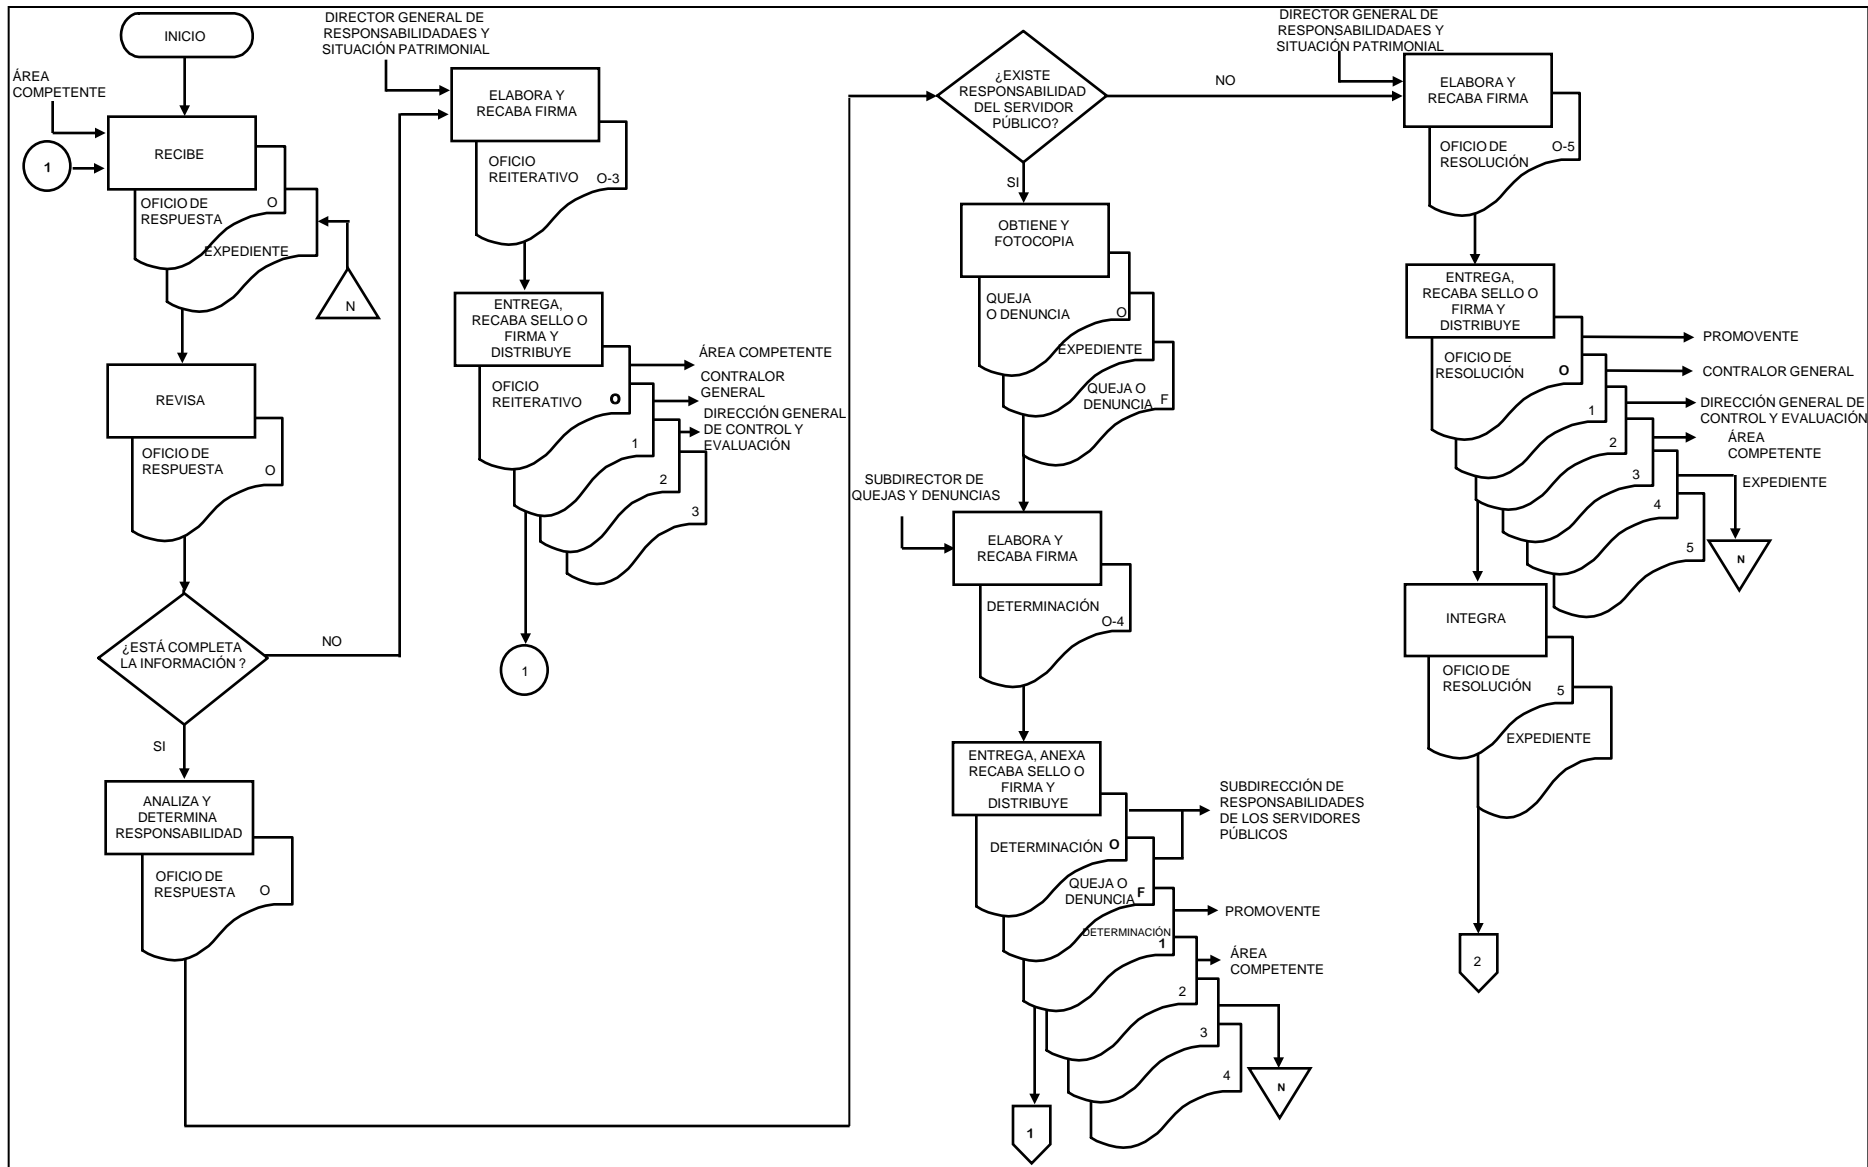 INICIO
ÁREA
COMPETENTE
1
RECIBE
OFICIO DE
RESPUESTA
O
EXPEDIENTE
N
REVISA
OFICIO DE
RESPUESTA
O
¿ESTÁ COMPLETA
LA INFORMACIÓN ?
NO
SI
ANALIZA Y
DETERMINA
RESPONSABILIDAD
OFICIO DE
RESPUESTA
O
DIRECTOR GENERAL DE
RESPONSABILIDADAES Y
SITUACIÓN PATRIMONIAL
ELABORA Y
RECABA FIRMA
OFICIO
REITERATIVO
O-3
ENTREGA,
RECABA SELLO O
FIRMA Y
DISTRIBUYE
OFICIO
REITERATIVO
O
1
2
3
ÁREA COMPETENTE
CONTRALOR
GENERAL
DIRECCIÓN GENERAL
DE CONTROL Y
EVALUACIÓN
1
¿EXISTE
RESPONSABILIDAD
DEL SERVIDOR
PÚBLICO?
NO
SI
OBTIENE Y
FOTOCOPIA
QUEJA
O DENUNCIA
O
EXPEDIENTE
QUEJA O
DENUNCIA
F
SUBDIRECTOR DE
QUEJAS Y DENUNCIAS
ELABORA Y
RECABA FIRMA
DETERMINACIÓN
O-4
ENTREGA, ANEXA
RECABA SELLO O
FIRMA Y
DISTRIBUYE
DETERMINACIÓN
O
QUEJA O
DENUNCIA
F
DETERMINACIÓN
1
2
3
4
SUBDIRECCIÓN DE
RESPONSABILIDADES
DE LOS SERVIDORES
PÚBLICOS
PROMOVENTE
ÁREA
COMPETENTE
N
1
DIRECTOR GENERAL DE
RESPONSABILIDADAES Y
SITUACIÓN PATRIMONIAL
ELABORA Y
RECABA FIRMA
OFICIO DE
RESOLUCIÓN
O-5
ENTREGA,
RECABA SELLO O
FIRMA Y
DISTRIBUYE
OFICIO DE
RESOLUCIÓN
O
1
2
3
4
5
PROMOVENTE
CONTRALOR GENERAL
DIRECCIÓN GENERAL DE
CONTROL Y EVALUACIÓN
ÁREA
COMPETENTE
EXPEDIENTE
N
INTEGRA
OFICIO DE
RESOLUCIÓN
5
EXPEDIENTE
2